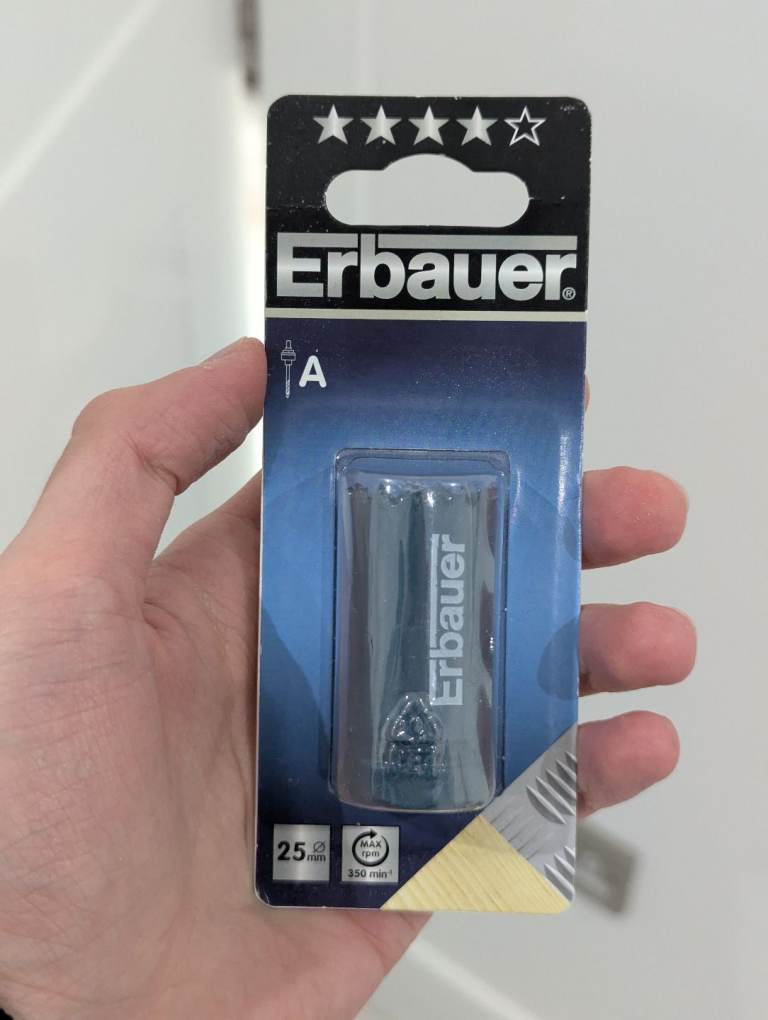 Erbauer®
A
Erbauer
25 ⌀ mm
MAX
rpm
350 min⁻¹